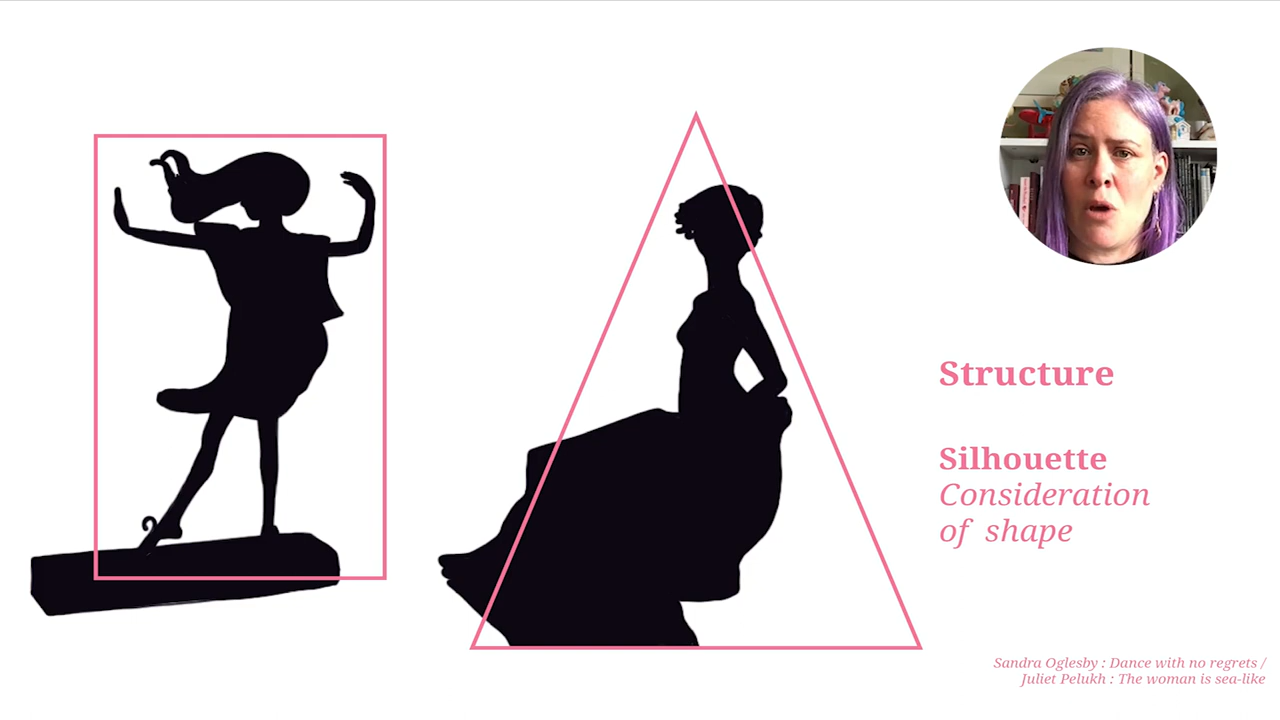 Structure
Silhouette
Consideration
of shape
Sandra Oglesby : Dance with no regrets /
Juliet Pelukh : The woman is sea-like